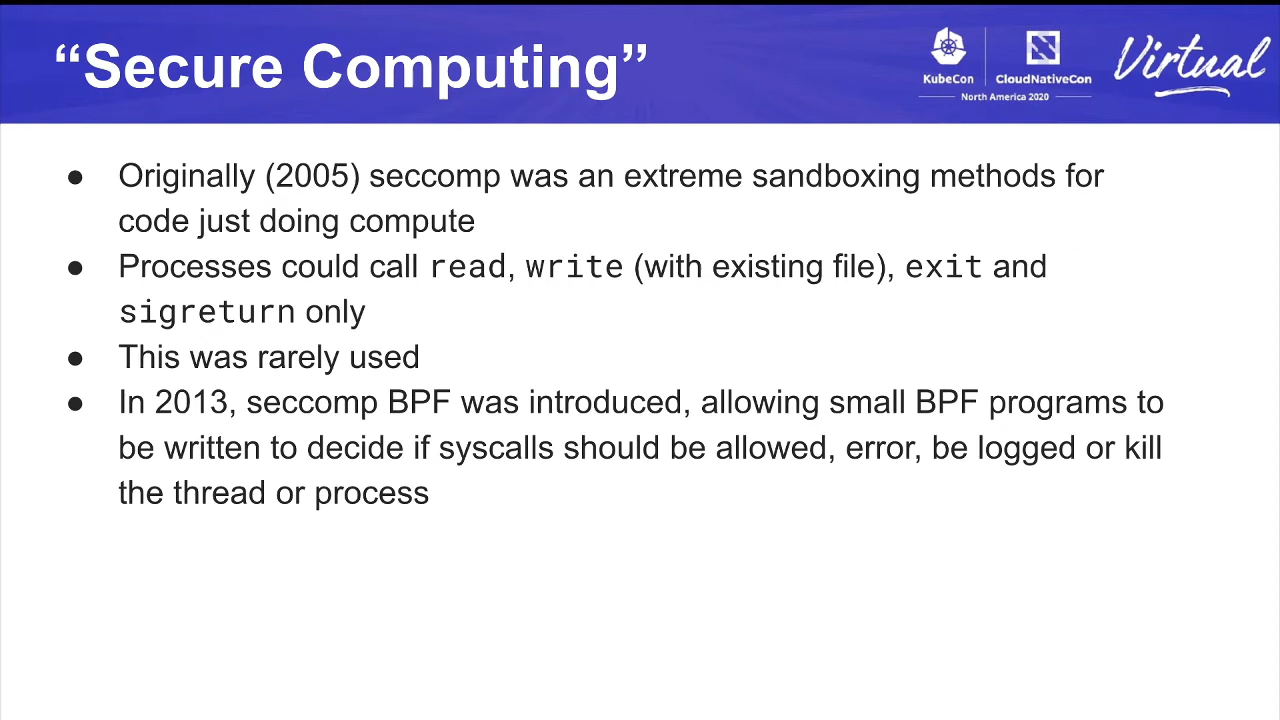 “Secure Computing”
KubeCon
CloudNativeCon
North America 2020
Virtual
● Originally (2005) seccomp was an extreme sandboxing methods for
code just doing compute
● Processes could call read, write (with existing file), exit and
sigreturn only
● This was rarely used
● In 2013, seccomp BPF was introduced, allowing small BPF programs to
be written to decide if syscalls should be allowed, error, be logged or kill
the thread or process